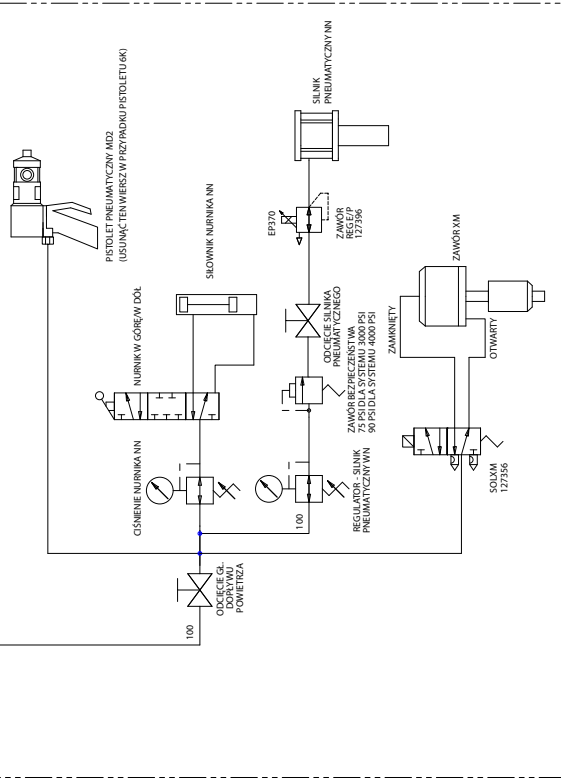 PISTOLET PNEUMATYCZNY MD2
(USUNĄĆ TEN WIERSZ W PRZYPADKU PISTOLETU 6K)
SIŁOWNIK NURNIKA NN
NURNIK W GÓRĘ/W DÓŁ
CIŚNIENIE NURNIKA NN
SILNIK
PNEUMATYCZNY NN
EP370
ZAWÓR
REG E/P
127396
ODCIĘCIE SILNIKA
PNEUMATYCZNEGO
ZAWÓR BEZPIECZEŃSTWA
75 PSI DLA SYSTEMU 3000 PSI
90 PSI DLA SYSTEMU 4000 PSI
REGULATOR - SILNIK
PNEUMATYCZNY WN
100
ZAWÓR XM
ZAMKNIĘTY
OTWARTY
SOLXM
127356
ODCIĘCIE GŁ.
DOPŁYWU
POWIETRZA
100